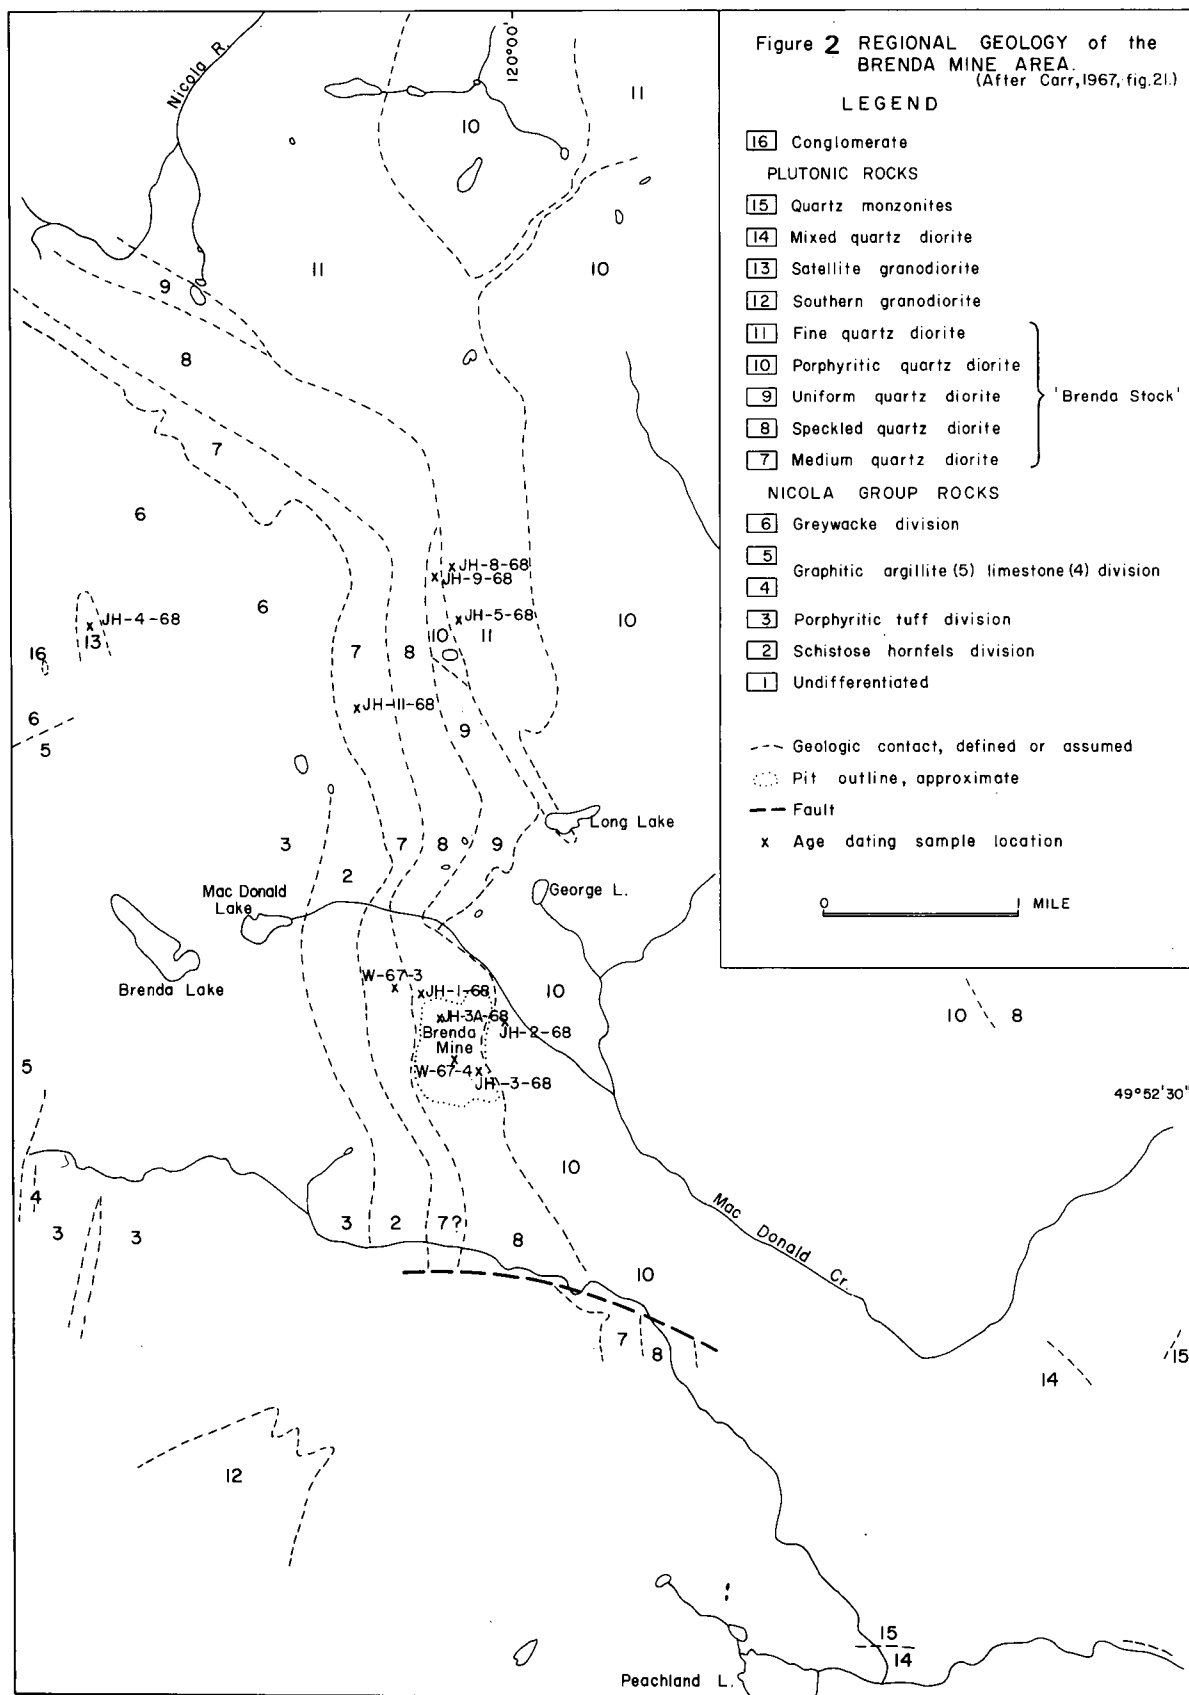 Figure 2 REGIONAL GEOLOGY of the
BRENDA MINE AREA.
(After Carr, 1967, fig. 21.)
LEGEND
16 Conglomerate
PLUTONIC ROCKS
15 Quartz monzonites
14 Mixed quartz diorite
13 Satellite granodiorite
12 Southern granodiorite
11 Fine quartz diorite
10 Porphyritic quartz diorite
9 Uniform quartz diorite
'Brenda Stock'
8 Speckled quartz diorite
7 Medium quartz diorite
NICOLA GROUP ROCKS
6 Greywacke division
5
Graphitic argillite (5) limestone (4) division
4
3 Porphyritic tuff division
2 Schistose hornfels division
1 Undifferentiated
Geologic contact, defined or assumed
Pit outline, approximate
Fault
x Age dating sample location
0 1 MILE
Nicola R.
120°00'
11
10
11
10
9
8
7
6
JH-8-68
JH-9-68
6
JH-4-68
13
JH-5-68
10 11
10
16
7 8
JH-11-68
6
5
9
Long Lake
3
7 8 9
2
Mac Donald
Lake
George L.
Brenda Lake
W-67-3
JH-1-68
10
JH-3A-68
10 8
Brenda
Mine
JH-2-68
W-67-4
JH-3-68
5
49°52'30"
10
4
3 3
3 2 7? 8
Mac Donald Cr.
10
7 8
14
15
12
15
14
Peachland L.